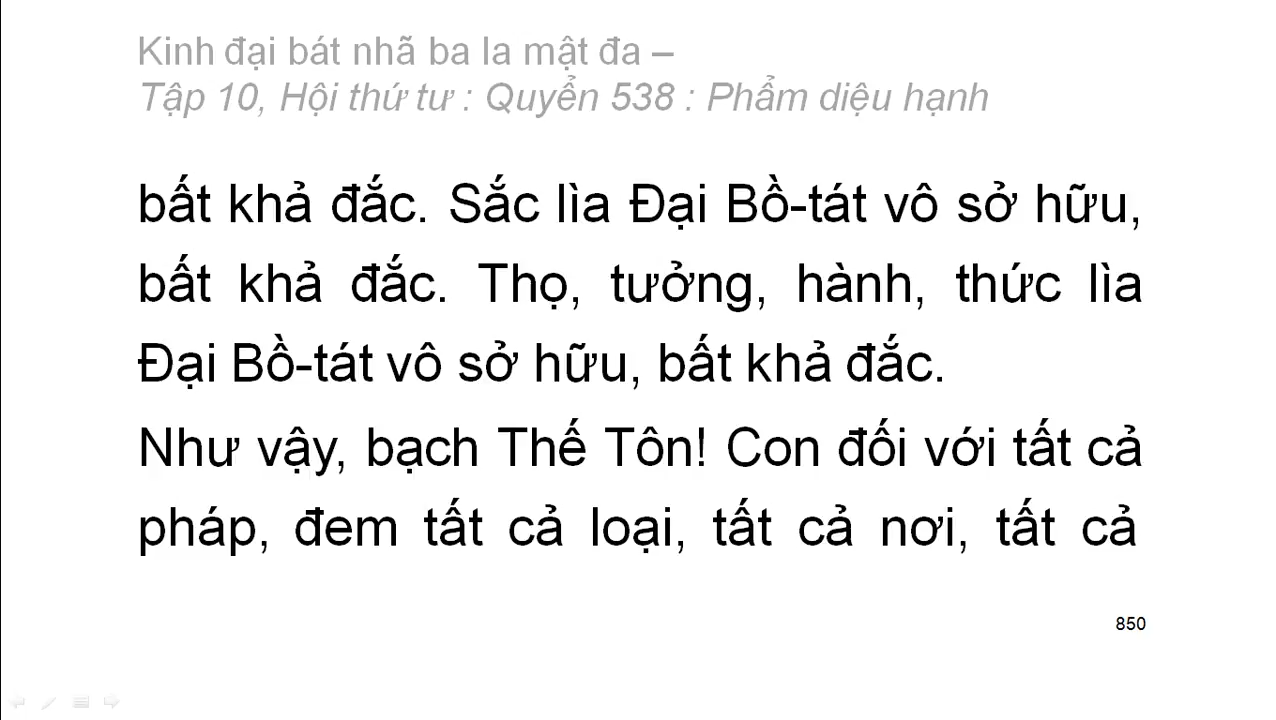 Kinh đại bát nhã ba la mật đa –
Tập 10, Hội thứ tư : Quyển 538 : Phẩm diệu hạnh
bất khả đắc. Sắc lìa Đại Bồ-tát vô sở hữu,
bất khả đắc. Thọ, tưởng, hành, thức lìa
Đại Bồ-tát vô sở hữu, bất khả đắc.
Như vậy, bạch Thế Tôn! Con đối với tất cả
pháp, đem tất cả loại, tất cả nơi, tất cả
850